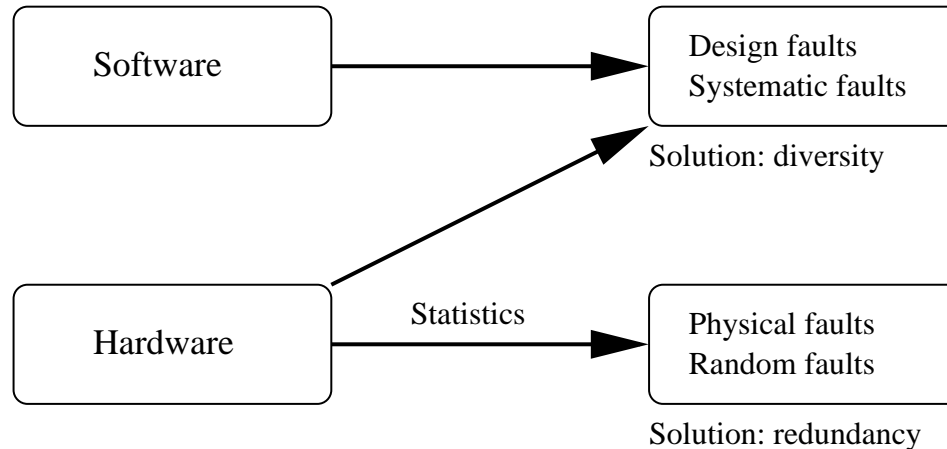 Software
Design faults
Systematic faults
Solution: diversity
Statistics
Hardware
Physical faults
Random faults
Solution: redundancy